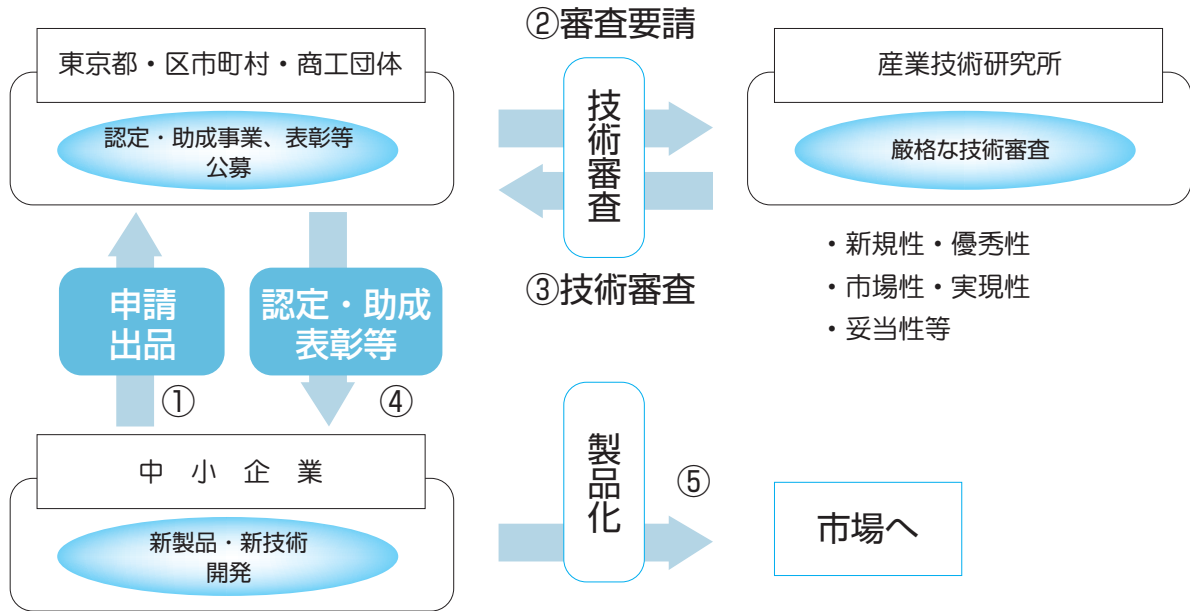 ②審査要請
東京都・区市町村・商工団体
認定・助成事業、表彰等
公募
技術審査
産業技術研究所
厳格な技術審査
・新規性・優秀性
・市場性・実現性
・妥当性等
③技術審査
申請
出品
①
認定・助成
表彰等
④
中 小 企 業
新製品・新技術
開発
製品化
⑤
市場へ